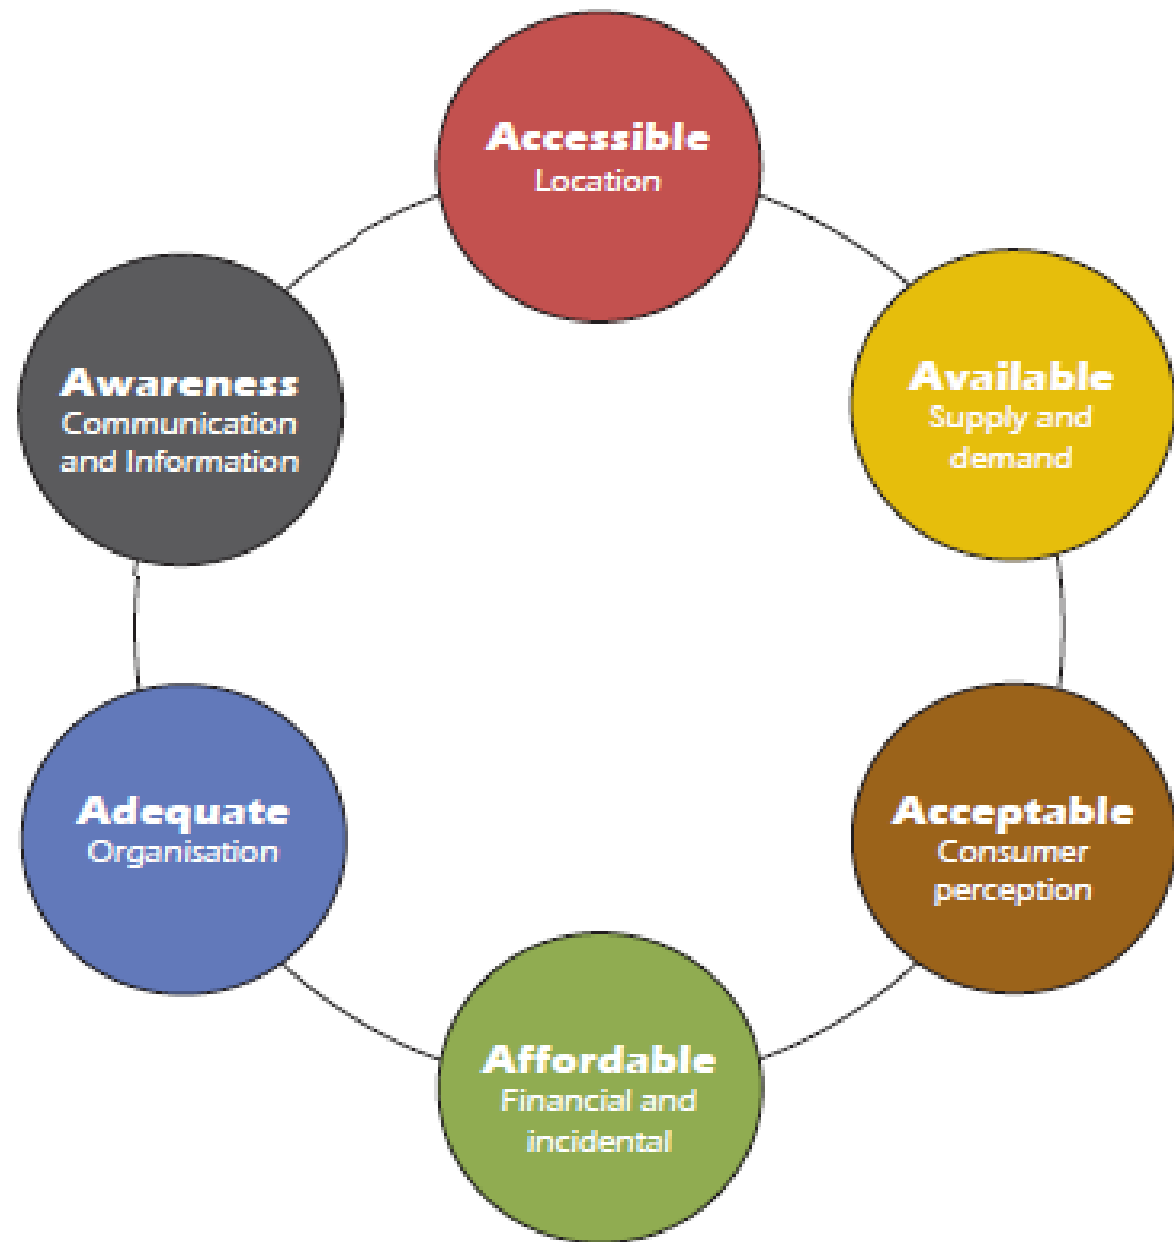 Accessible
Location
Available
Supply and
demand
Acceptable
Consumer
perception
Affordable
Financial and
incidental
Adequate
Organisation
Awareness
Communication
and Information